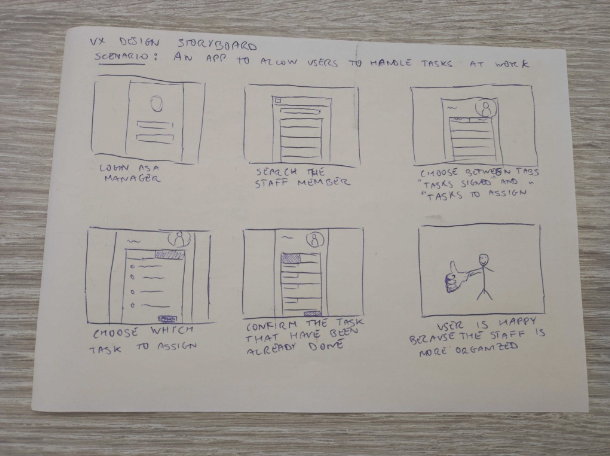 UX DESIGN STORYBOARD
SCENARIO: AN APP TO ALLOW USERS TO HANDLE TASKS AT WORK
LOGIN AS A
MANAGER
SEARCH THE
STAFF MEMBER
CHOOSE BETWEEN TASS
"TASKS SIGNED AND "
"TASKS TO ASSIGN
CHOOSE WHICH
TASK TO ASSIGN
CONFIRM THE TASK
THAT HAVE BEEN
ALREADY DONE
USER IS HAPPY
BECAUSE THE STAFF IS
MORE ORGANIZED